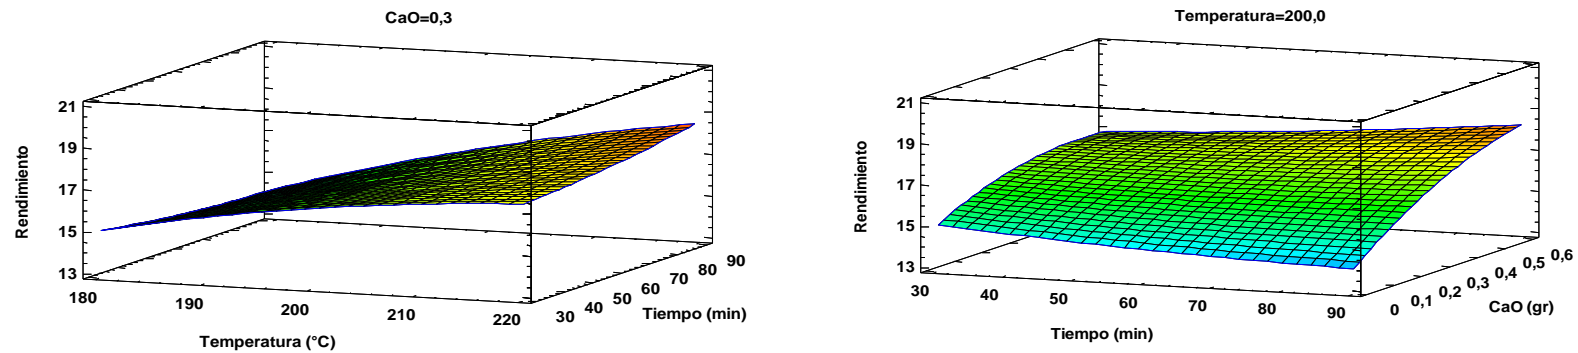 CaO=0,3
21
19
17
15
13
Rendimiento
180
190
200
210
220
Temperatura (°C)
30 40 50 60 70 80 90
Tiempo (min)
Temperatura=200,0
21
19
17
15
13
Rendimiento
30
40
50
60
70
80
90
Tiempo (min)
0 0,1 0,2 0,3 0,4 0,5 0,6
CaO (gr)